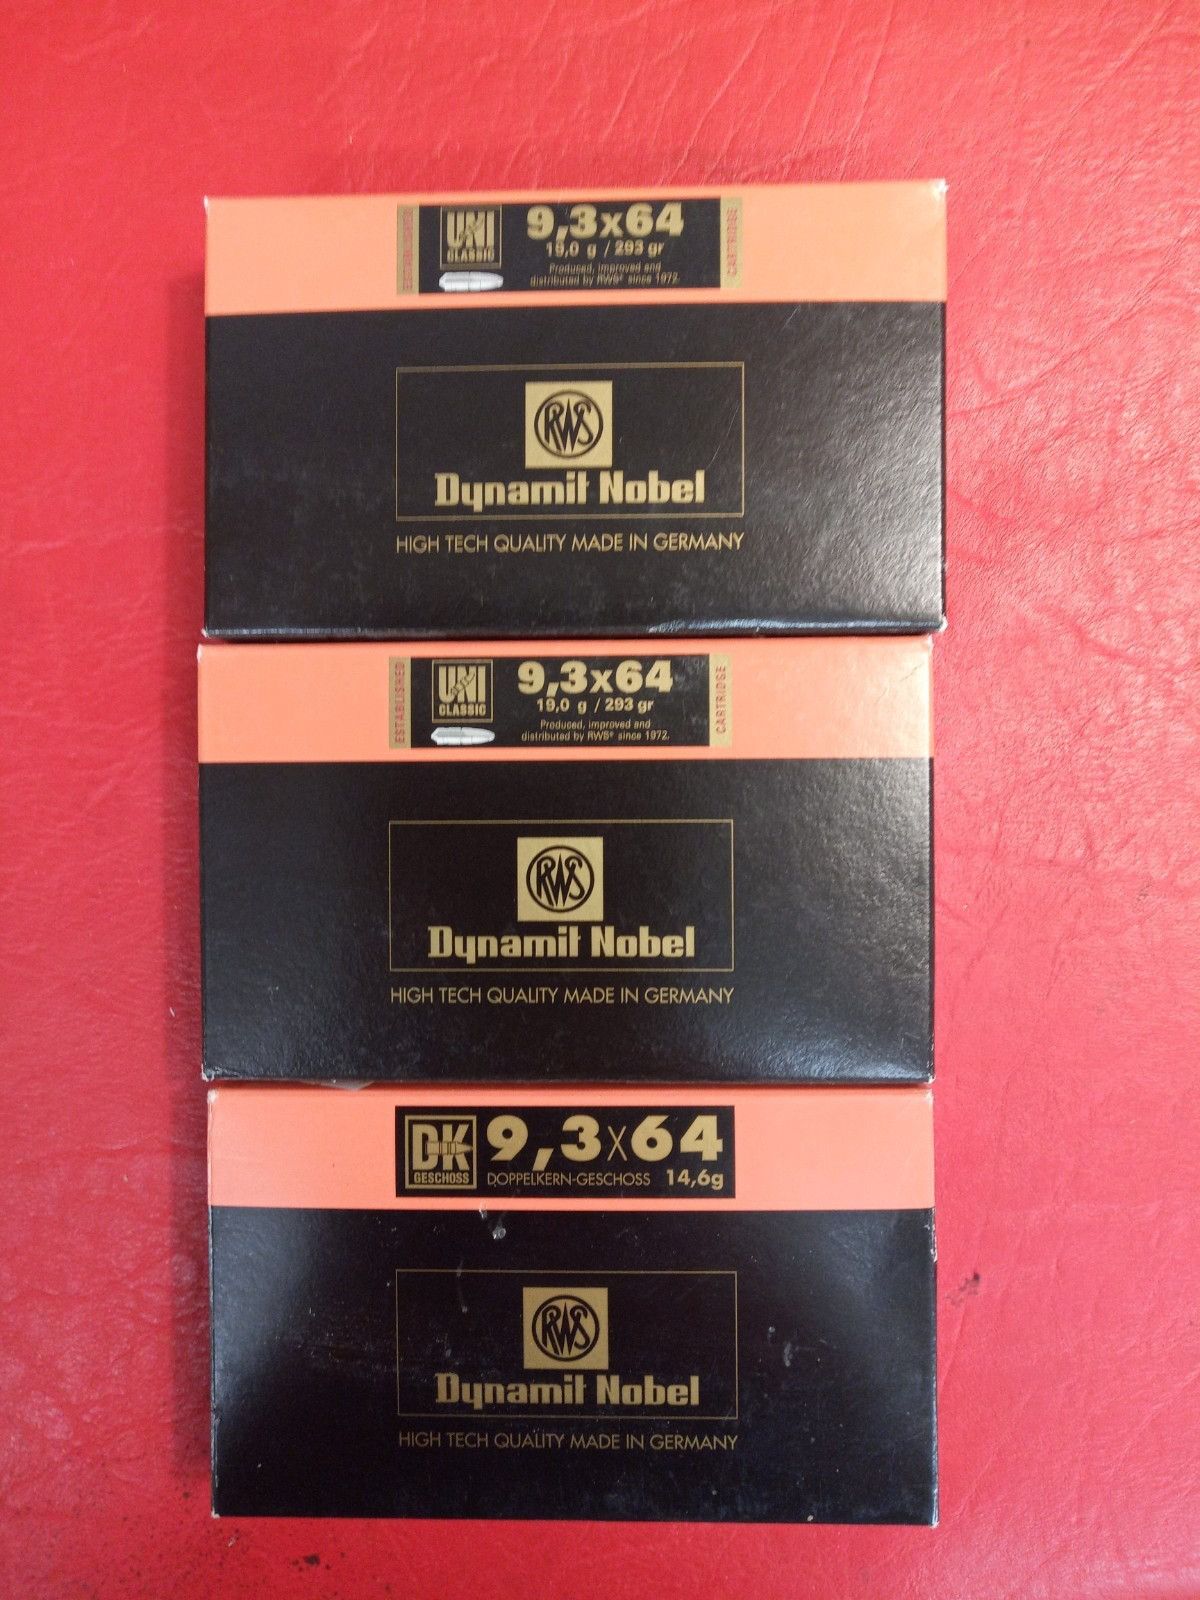 ESTABLISHED
UNI
CLASSIC
9,3x64
19,0 g / 293 gr
Produced, improved and
distributed by RWS® since 1972.
CARTRIDGE
RWS
Dynamit Nobel
HIGH TECH QUALITY MADE IN GERMANY
ESTABLISHED
UNI
CLASSIC
9,3x64
19,0 g / 293 gr
Produced, improved and
distributed by RWS® since 1972.
CARTRIDGE
RWS
Dynamit Nobel
HIGH TECH QUALITY MADE IN GERMANY
DK
GESCHOSS
9,3x64
DOPPELKERN-GESCHOSS 14,6g
RWS
Dynamit Nobel
HIGH TECH QUALITY MADE IN GERMANY